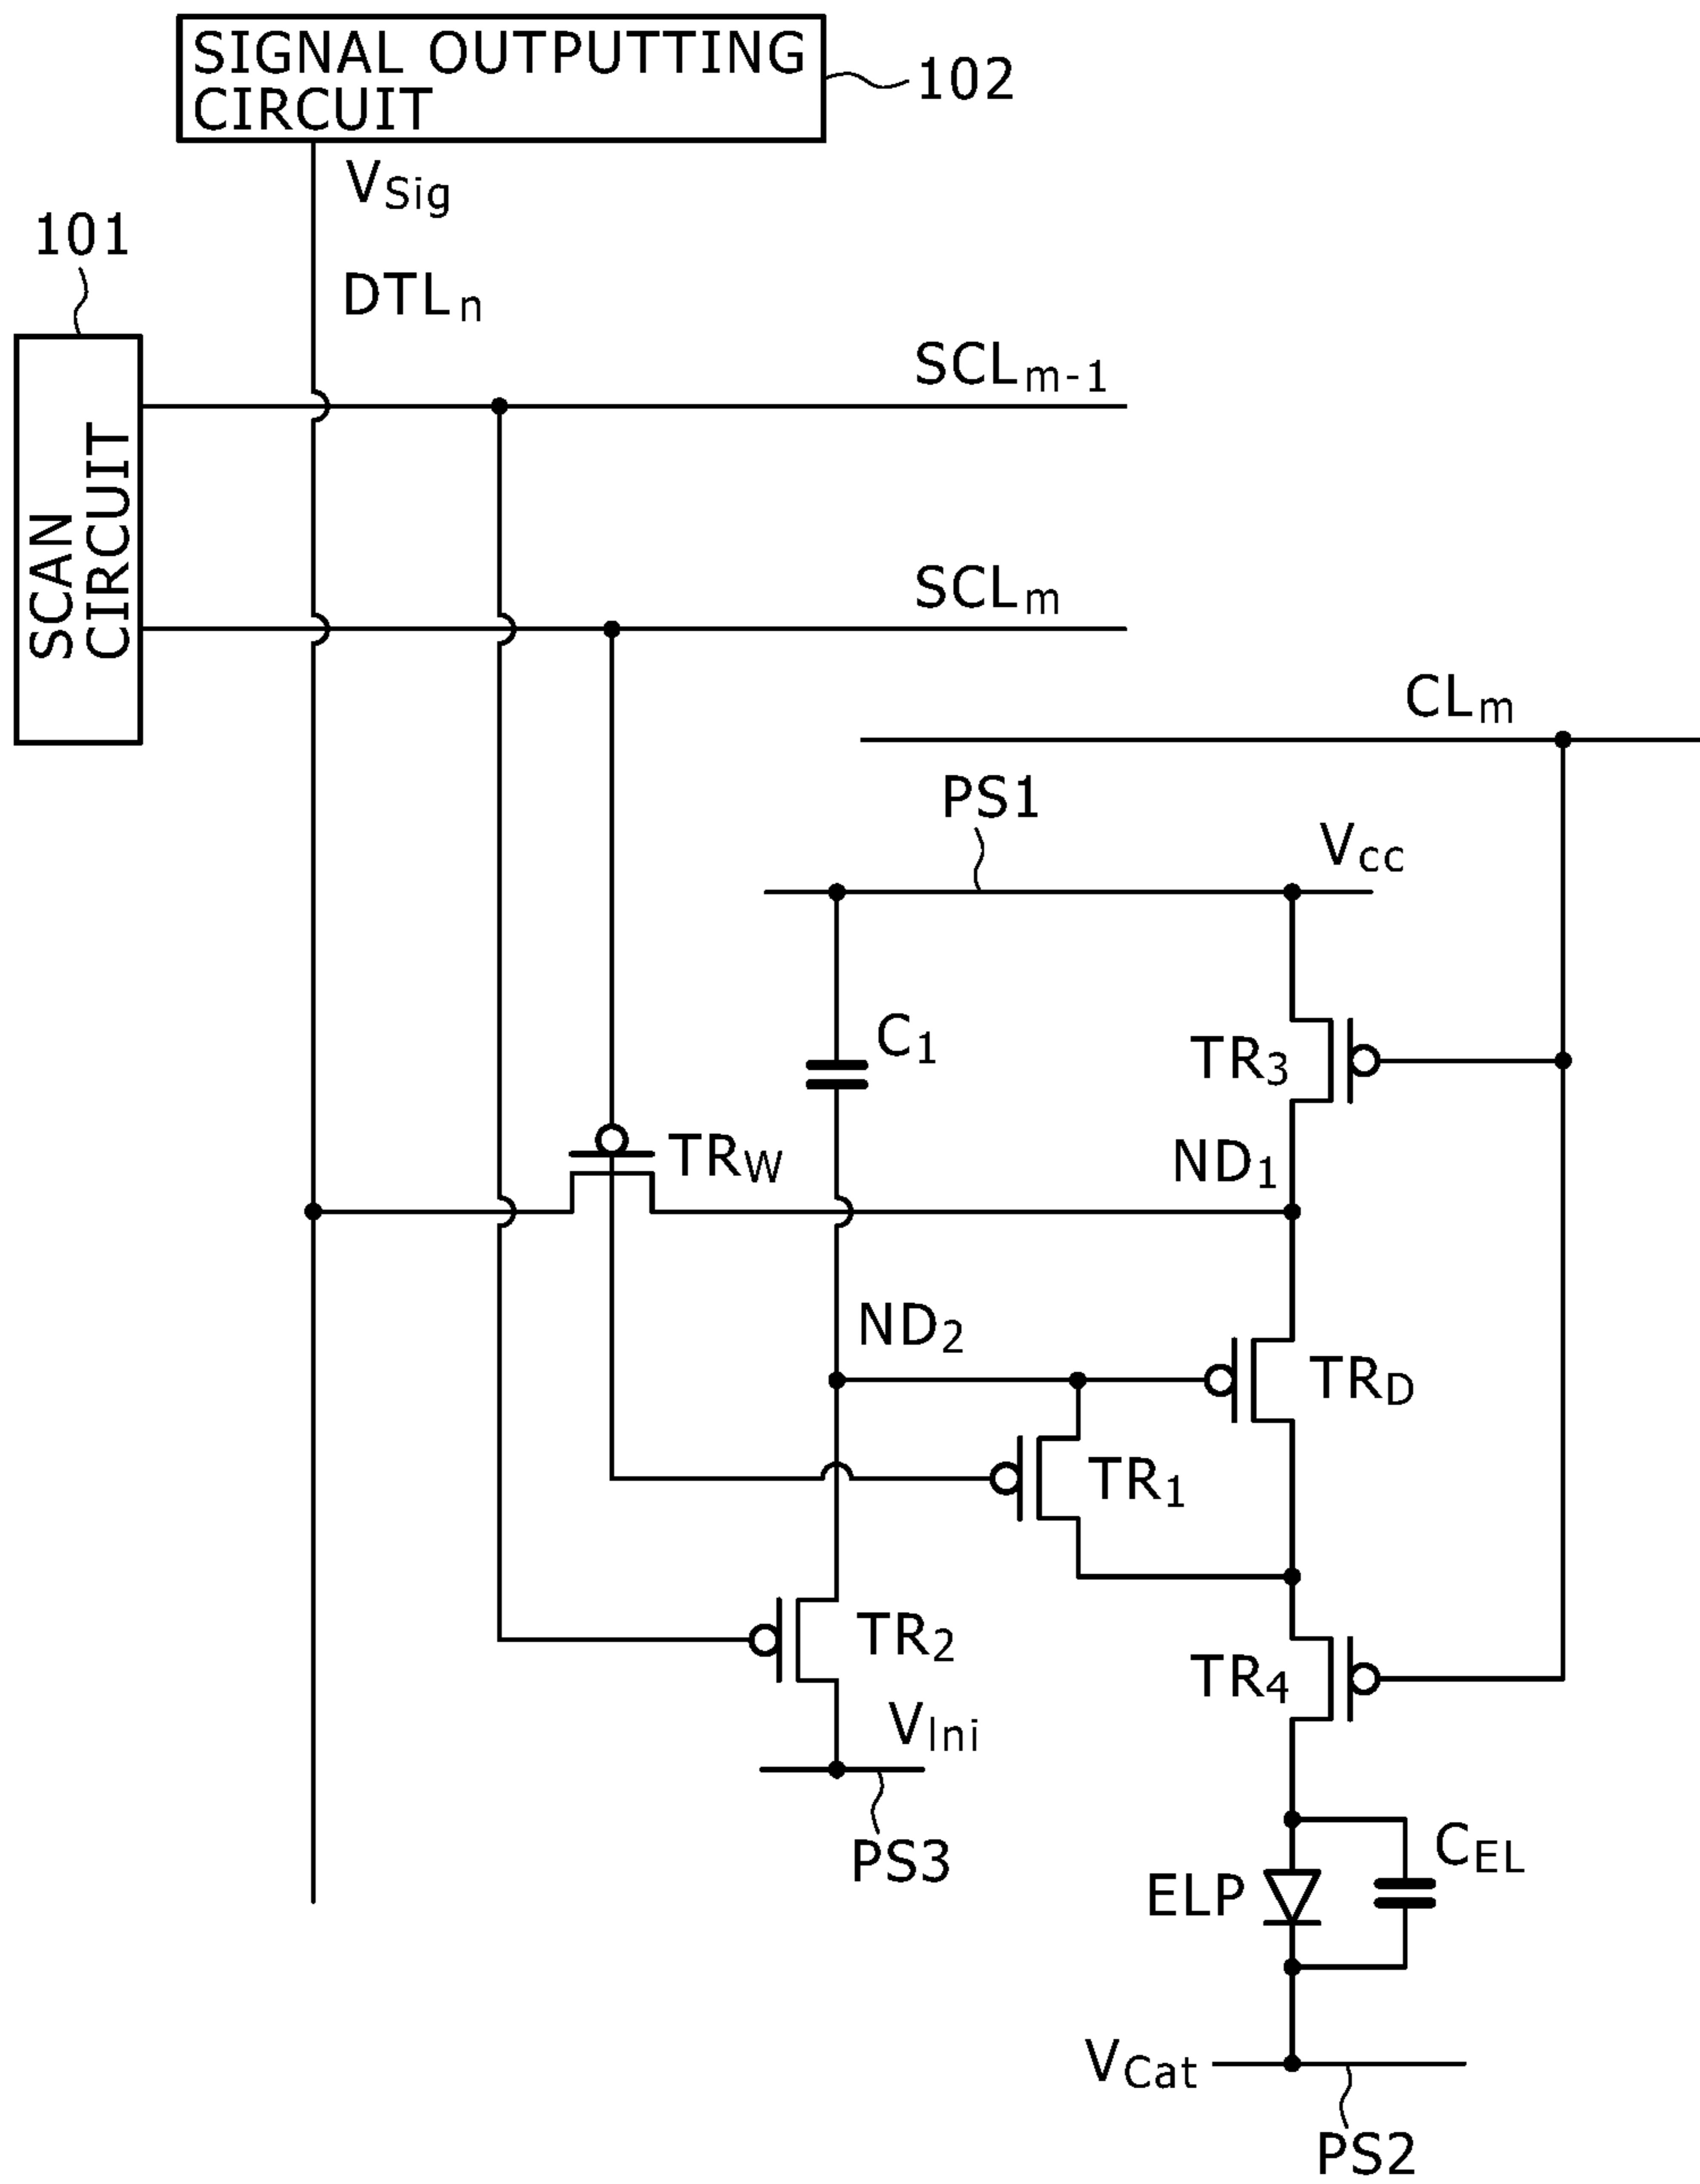 SIGNAL OUTPUTTING
CIRCUIT
102
VSig
101
DTLn
SCLm-1
SCAN
CIRCUIT
SCLm
CLm
PS1
Vcc
C1
TR3
TRW
ND1
ND2
TRD
TR1
TR2
TR4
VIni
PS3
CEL
ELP
VCat
PS2